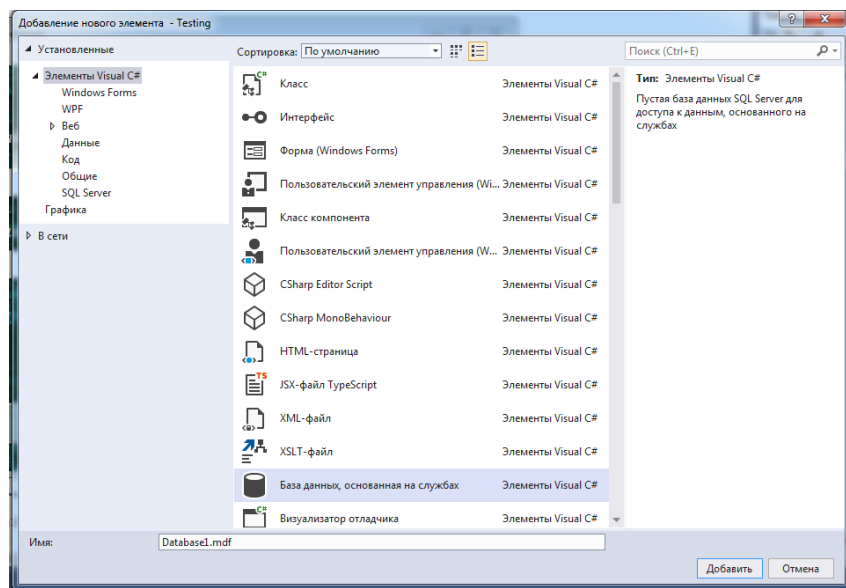 Добавление нового элемента - Testing
Установленные
Сортировка: По умолчанию
Поиск (Ctrl+E)
Элементы Visual C#
Windows Forms
WPF
Веб
Данные
Код
Общие
SQL Server
Графика
В сети
Класс Элементы Visual C#
Интерфейс Элементы Visual C#
Форма (Windows Forms) Элементы Visual C#
Пользовательский элемент управления (Wi... Элементы Visual C#
Класс компонента Элементы Visual C#
Пользовательский элемент управления (W... Элементы Visual C#
CSharp Editor Script Элементы Visual C#
CSharp MonoBehaviour Элементы Visual C#
HTML-страница Элементы Visual C#
TS
JSX-файл TypeScript Элементы Visual C#
XML-файл Элементы Visual C#
XSLT-файл Элементы Visual C#
База данных, основанная на службах Элементы Visual C#
Визуализатор отладчика Элементы Visual C#
Тип: Элементы Visual C#
Пустая база данных SQL Server для
доступа к данным, основанного на
службах
Имя: Database1.mdf
Добавить Отмена